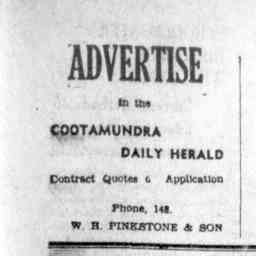 ADVERTISE
in the
COOTAMUNDRA
DAILY HERALD
Contract Quotes Application
Phone, 148.
W. H. PINKSTONE & SON